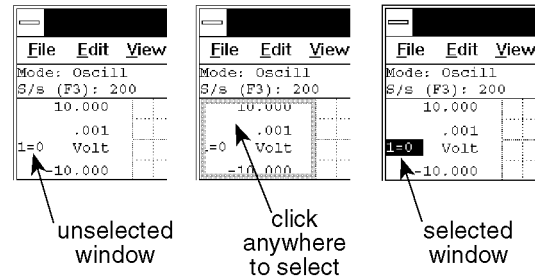 File Edit View
Mode: Oscill
S/s (F3): 200
10.000
.001
1=0 Volt
-10.000
unselected
window
File Edit View
Mode: Oscill
S/s (F3): 200
10.000
.001
.=0 Volt
-10.000
click
anywhere
to select
File Edit View
Mode: Oscill
S/s (F3): 200
10.000
.001
1=0 Volt
-10.000
selected
window